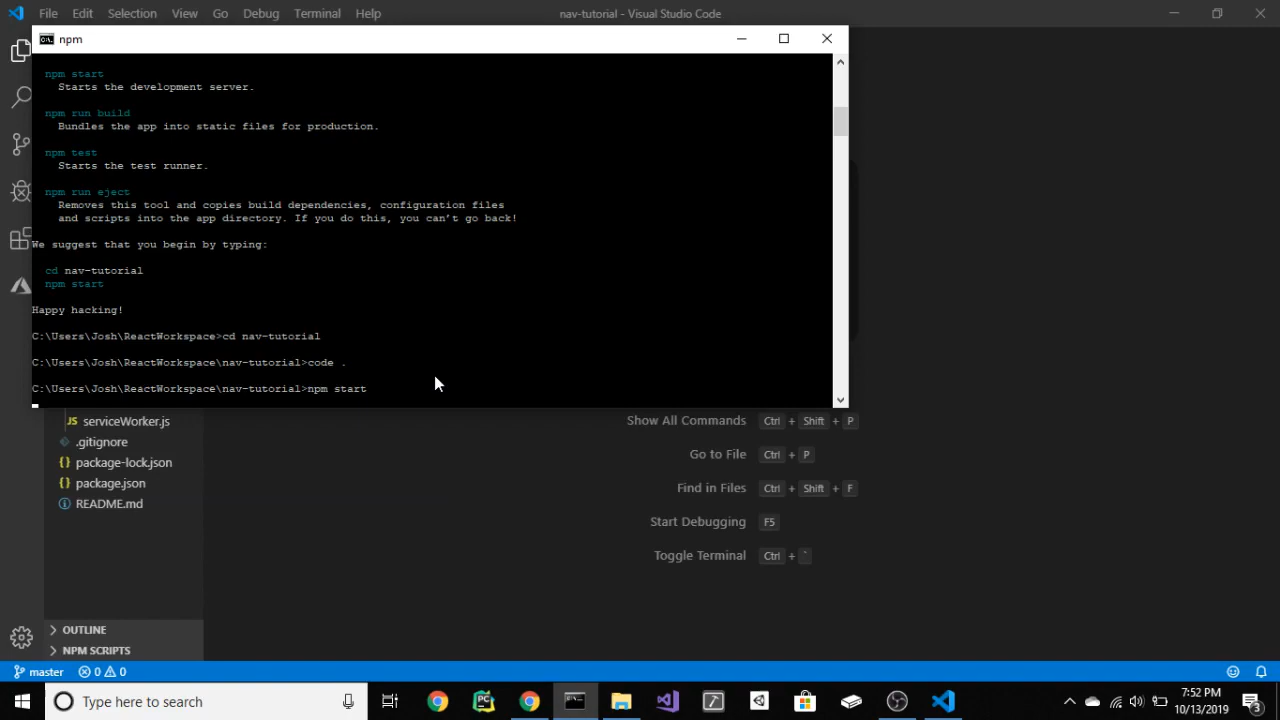 File Edit Selection View Go Debug Terminal Help
nav-tutorial - Visual Studio Code
npm
npm start
Starts the development server.
npm run build
Bundles the app into static files for production.
npm test
Starts the test runner.
npm run eject
Removes this tool and copies build dependencies, configuration files
and scripts into the app directory. If you do this, you can't go back!
We suggest that you begin by typing:
cd nav-tutorial
npm start
Happy hacking!
C:\Users\Josh\ReactWorkspace>cd nav-tutorial
C:\Users\Josh\ReactWorkspace\nav-tutorial>code .
C:\Users\Josh\ReactWorkspace\nav-tutorial>npm start
JS serviceWorker.js
.gitignore
{} package-lock.json
{} package.json
README.md
Show All Commands Ctrl + Shift + P
Go to File Ctrl + P
Find in Files Ctrl + Shift + F
Start Debugging F5
Toggle Terminal Ctrl + `
OUTLINE
NPM SCRIPTS
master 0 0
Type here to search
6:52 PM
10/13/2019
3